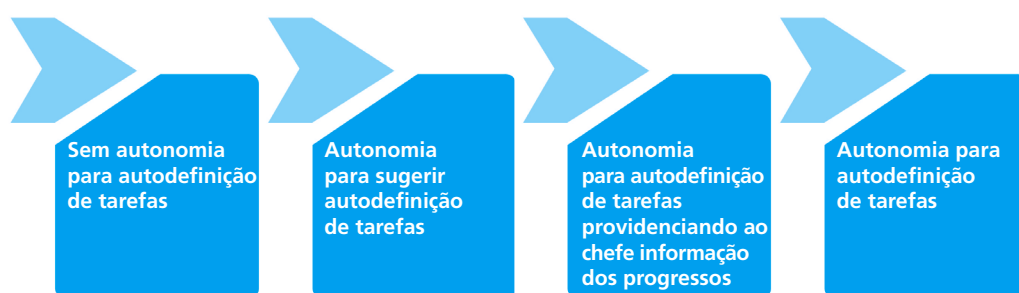 Sem autonomia
para autodefinição
de tarefas
Autonomia
para sugerir
autodefinição
de tarefas
Autonomia
para autodefinição
de tarefas
providenciando ao
chefe informação
dos progressos
Autonomia para
autodefinição
de tarefas